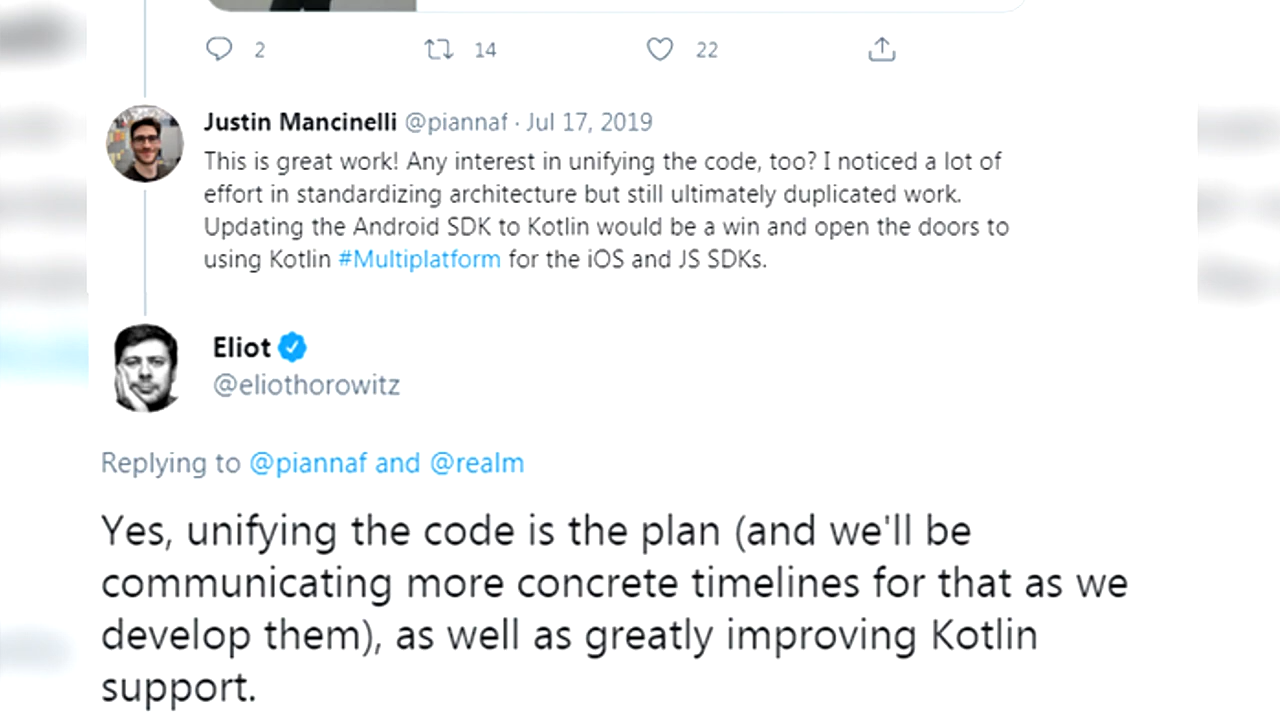 2 14 22
Justin Mancinelli @piannaf · Jul 17, 2019
This is great work! Any interest in unifying the code, too? I noticed a lot of
effort in standardizing architecture but still ultimately duplicated work.
Updating the Android SDK to Kotlin would be a win and open the doors to
using Kotlin #Multiplatform for the iOS and JS SDKs.
Eliot
@eliothorowitz
Replying to @piannaf and @realm
Yes, unifying the code is the plan (and we'll be
communicating more concrete timelines for that as we
develop them), as well as greatly improving Kotlin
support.